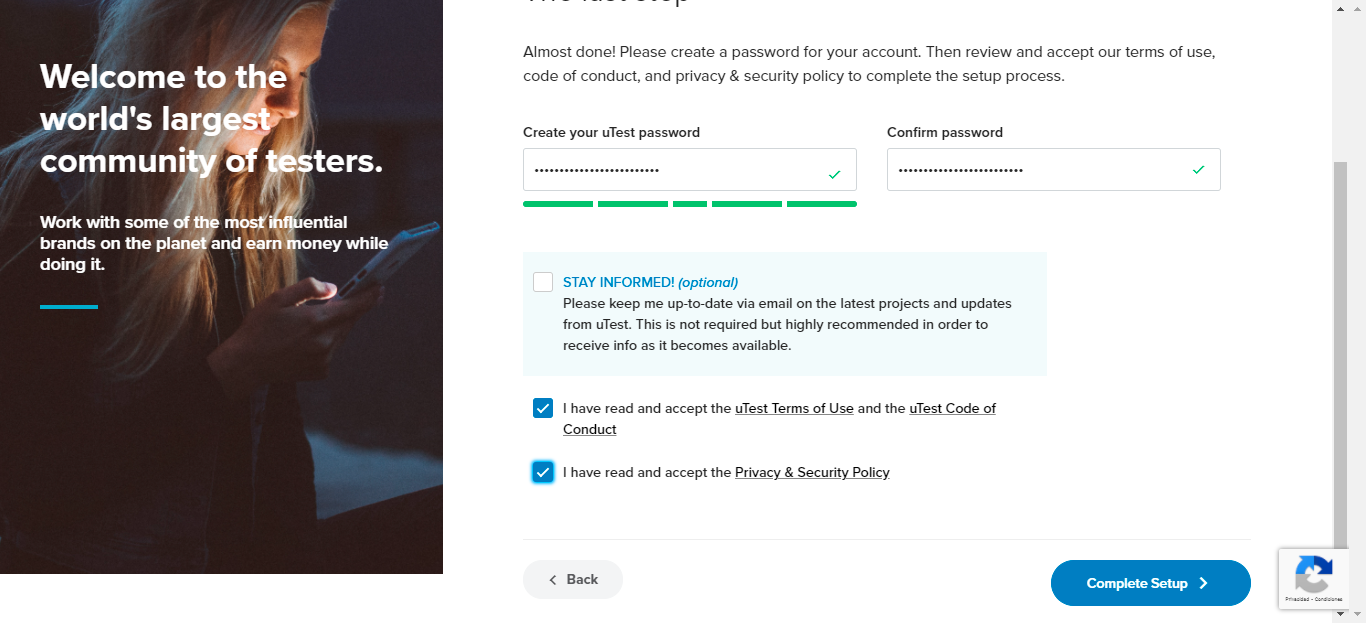 The last step
Welcome to the
world's largest
community of testers.
Work with some of the most influential
brands on the planet and earn money while
doing it.
Almost done! Please create a password for your account. Then review and accept our terms of use,
code of conduct, and privacy & security policy to complete the setup process.
Create your uTest password
Confirm password
•••••••••••••••••••••••••
•••••••••••••••••••••••••
STAY INFORMED! (optional)
Please keep me up-to-date via email on the latest projects and updates
from uTest. This is not required but highly recommended in order to
receive info as it becomes available.
I have read and accept the uTest Terms of Use and the uTest Code of
Conduct
I have read and accept the Privacy & Security Policy
Back
Complete Setup
Privacidad - Condiciones